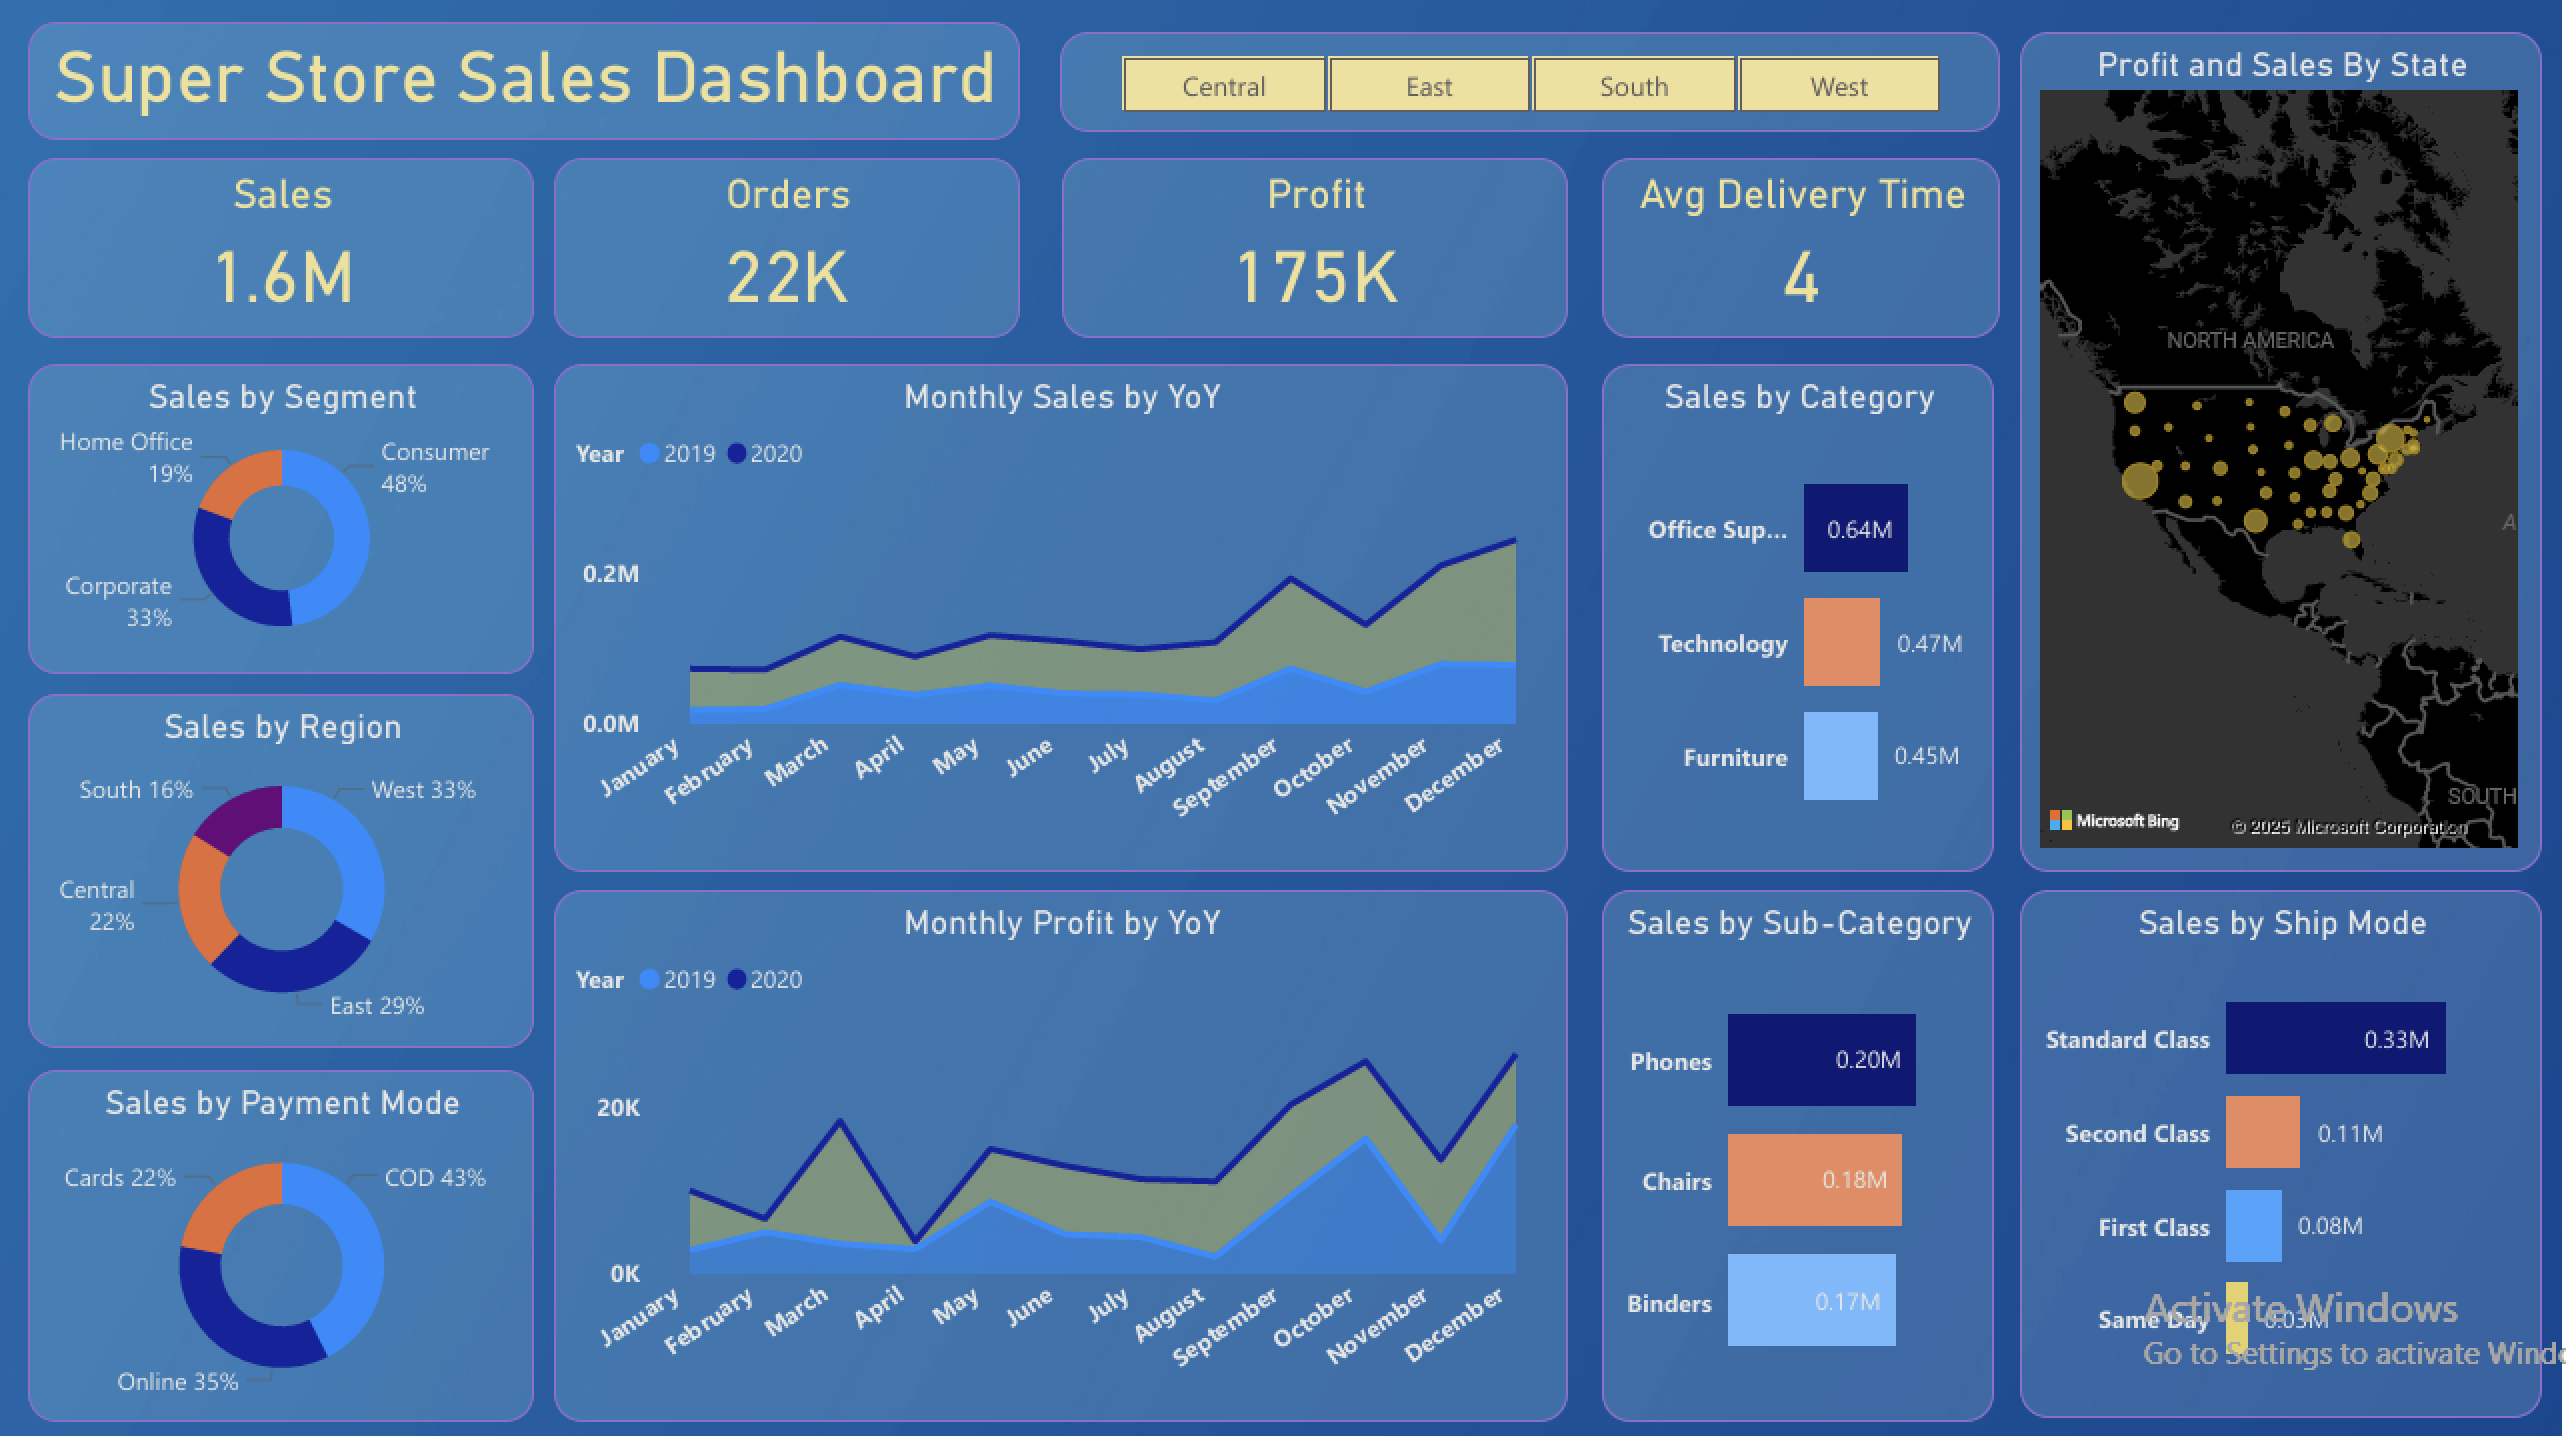 Super Store Sales Dashboard
Central
East
South
West
Sales
1.6M
Orders
22K
Profit
175K
Avg Delivery Time
4
Profit and Sales By State
NORTH AMERICA
A
SOUTH
Microsoft Bing
© 2025 Microsoft Corporation
Sales by Segment
Home Office
19%
Consumer
48%
Corporate
33%
Monthly Sales by YoY
Year 2019 2020
0.2M
0.0M
January
February
March
April
May
June
July
August
September
October
November
December
Sales by Category
Office Sup...
0.64M
Technology
0.47M
Furniture
0.45M
Sales by Region
South 16%
West 33%
Central
22%
East 29%
Monthly Profit by YoY
Year 2019 2020
20K
0K
January
February
March
April
May
June
July
August
September
October
November
December
Sales by Sub-Category
Phones
0.20M
Chairs
0.18M
Binders
0.17M
Sales by Ship Mode
Standard Class
0.33M
Second Class
0.11M
First Class
0.08M
Same Day
0.03M
Activate Windows
Go to Settings to activate Windo
Sales by Payment Mode
Cards 22%
COD 43%
Online 35%